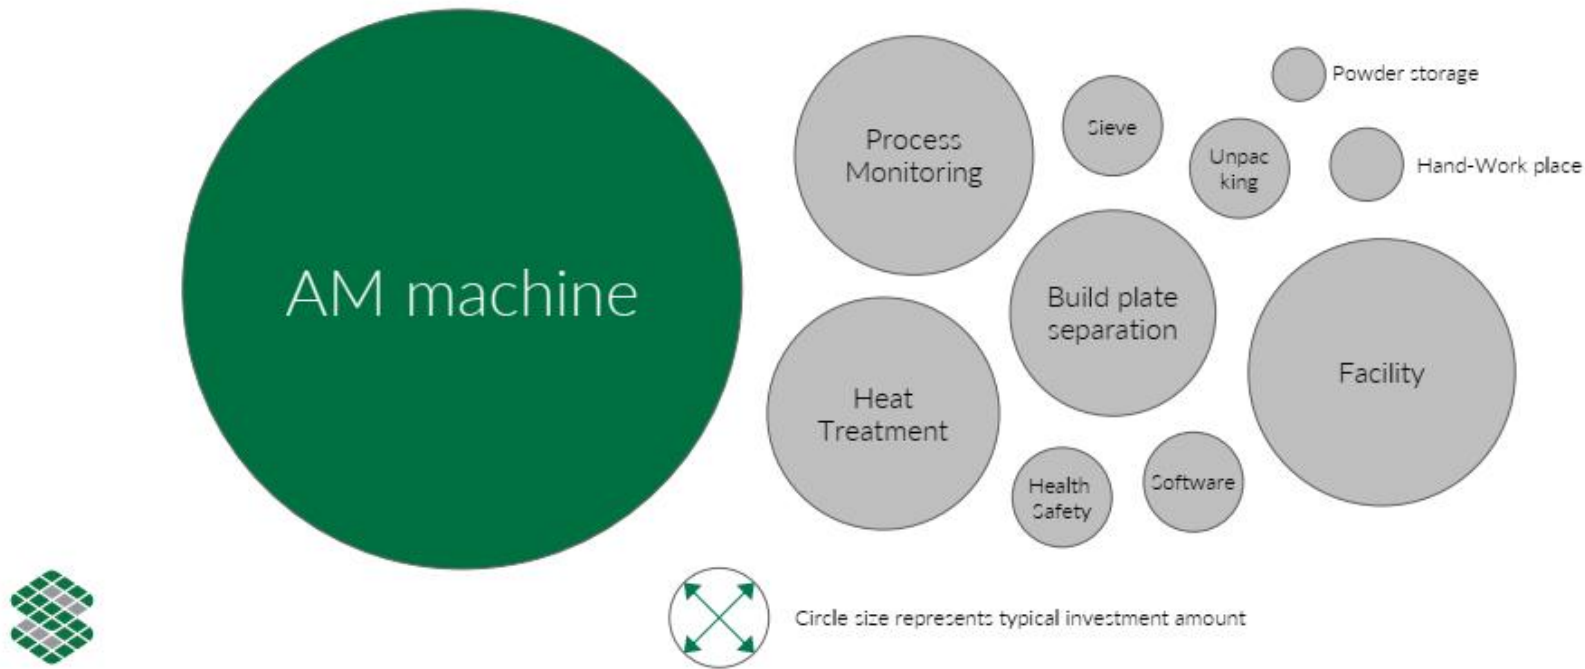 AM machine
Process
Monitoring
Sieve
Unpac
king
Powder storage
Hand-Work place
Build plate
separation
Facility
Heat
Treatment
Health
Safety
Software
Circle size represents typical investment amount